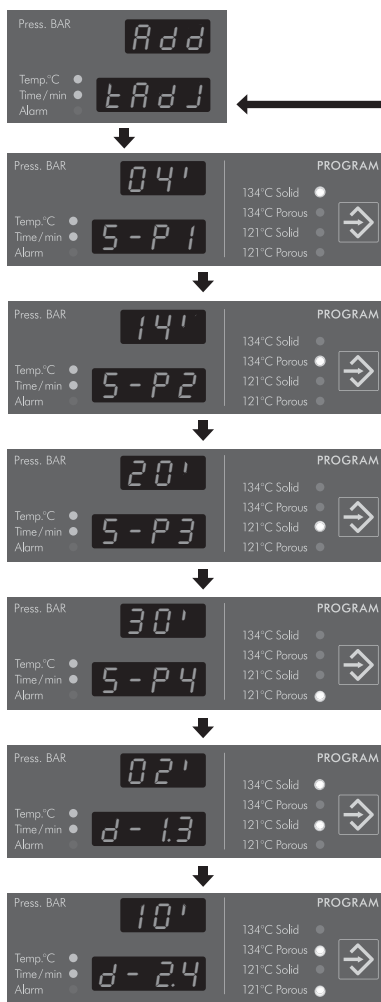 Press. BAR
Add
Temp.°C
Time/min
Alarm
tAdJ
Press. BAR
04'
PROGRAM
134°C Solid
134°C Porous
121°C Solid
121°C Porous
Temp.°C
Time/min
Alarm
S-P1
Press. BAR
14'
PROGRAM
134°C Solid
134°C Porous
121°C Solid
121°C Porous
Temp.°C
Time/min
Alarm
S-P2
Press. BAR
20'
PROGRAM
134°C Solid
134°C Porous
121°C Solid
121°C Porous
Temp.°C
Time/min
Alarm
S-P3
Press. BAR
30'
PROGRAM
134°C Solid
134°C Porous
121°C Solid
121°C Porous
Temp.°C
Time/min
Alarm
S-P4
Press. BAR
02'
PROGRAM
134°C Solid
134°C Porous
121°C Solid
121°C Porous
Temp.°C
Time/min
Alarm
d-1.3
Press. BAR
10'
PROGRAM
134°C Solid
134°C Porous
121°C Solid
121°C Porous
Temp.°C
Time/min
Alarm
d-2.4